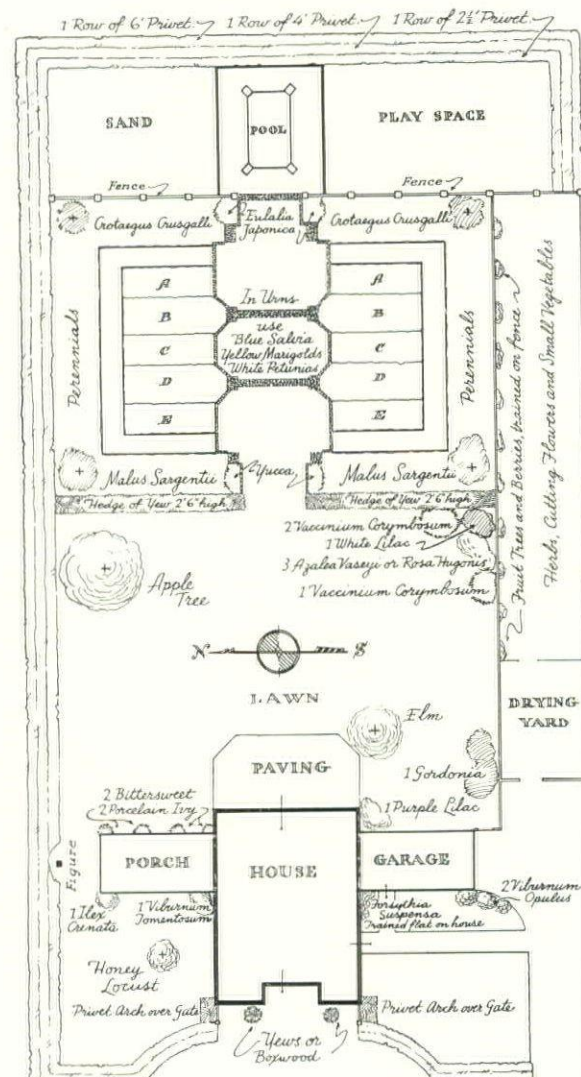 1 Row of 6' Privet
1 Row of 4' Privet
1 Row of 2½' Privet
SAND
POOL
PLAY SPACE
Fence
Fence
Crotaegus Crusgalli
Eulalia
Japonica
Crotaegus Crusgalli
A
B
C
D
E
In Urns
use
Blue Salvia
Yellow Marigolds
White Petunias
A
B
C
D
E
Perennials
Perennials
Fruit Trees and Berries, trained on fence
Herbs, Cutting Flowers and Small Vegetables
Malus Sargentii
Yucca
Malus Sargentii
Hedge of Yew 2'6" high
Hedge of Yew 2'6" high
2 Vaccinium Corymbosum
1 White Lilac
3 Azalea Vaseyi or Rosa Hugonis
1 Vaccinium Corymbosum
Apple
Tree
N
S
LAWN
Elm
DRYING
YARD
PAVING
1 Gordonia
2 Bittersweet
2 Porcelain Ivy
1 Purple Lilac
Figure
PORCH
HOUSE
GARAGE
1 Ilex
Crenata
1 Viburnum
Tomentosum
Forsythia
Suspensa
Trained flat on house
2 Viburnum
Opulus
Honey
Locust
Privet Arch over Gate
Privet Arch over Gate
Yews or
Boxwood